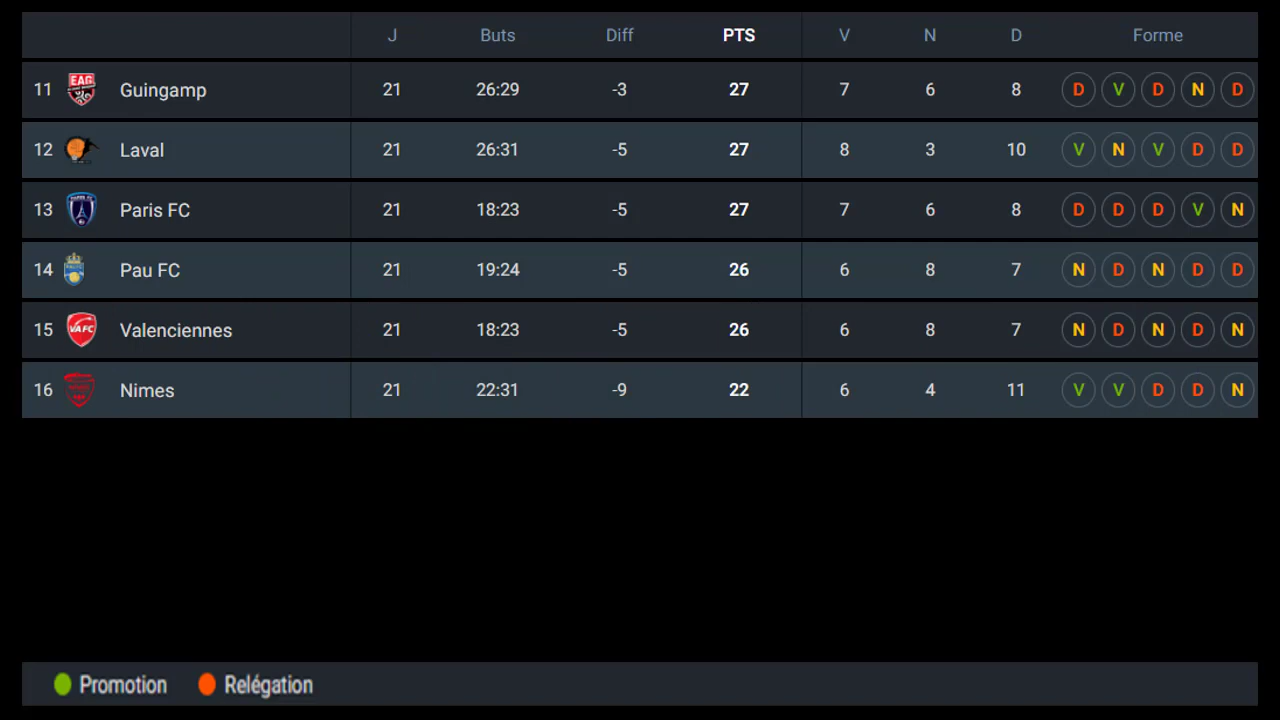 J Buts Diff PTS V N D Forme
11 EAG Guingamp 21 26:29 -3 27 7 6 8 D V D N D
12 Laval 21 26:31 -5 27 8 3 10 V N V D D
13 Paris FC 21 18:23 -5 27 7 6 8 D D D V N
14 Pau FC 21 19:24 -5 26 6 8 7 N D N D D
15 VAFC Valenciennes 21 18:23 -5 26 6 8 7 N D N D N
16 Nimes 21 22:31 -9 22 6 4 11 V V D D N
Promotion Relégation